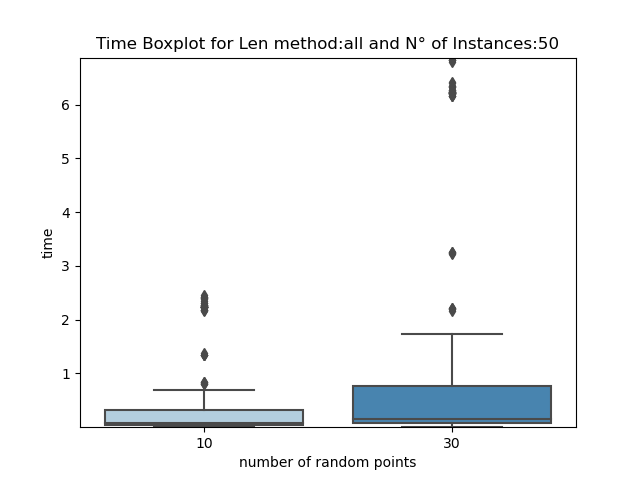 Time Boxplot for Len method:all and N° of Instances:50
6
5
4
3
2
1
time
10
30
number of random points